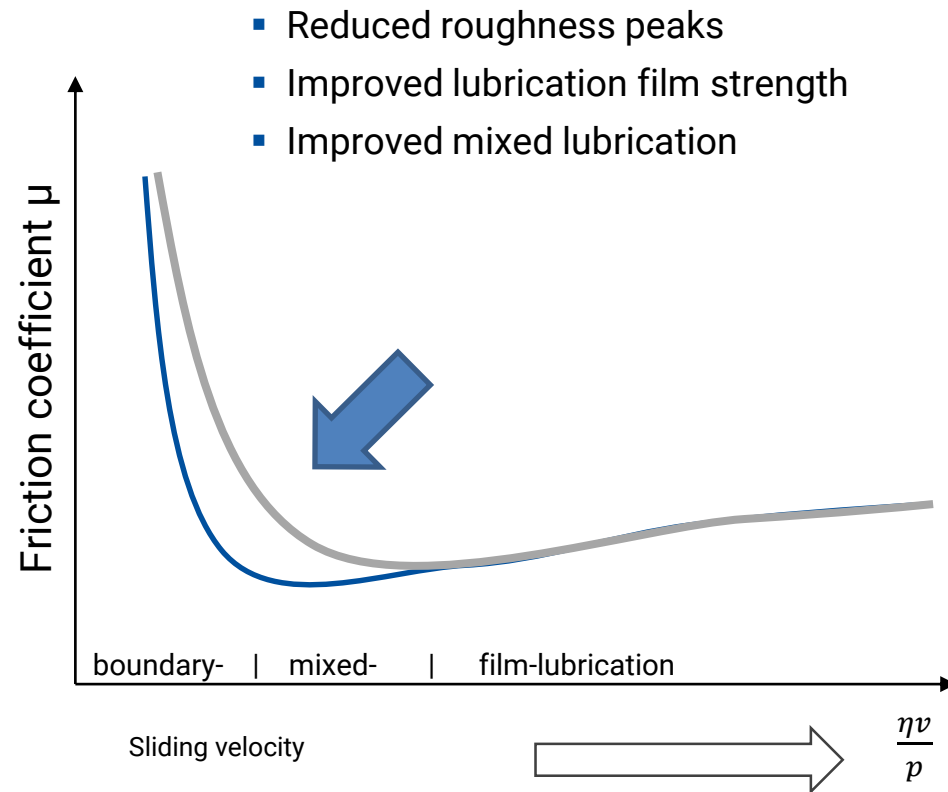 ▪ Reduced roughness peaks
▪ Improved lubrication film strength
▪ Improved mixed lubrication
Friction coefficient μ
boundary- | mixed- | film-lubrication
Sliding velocity
ηv
p